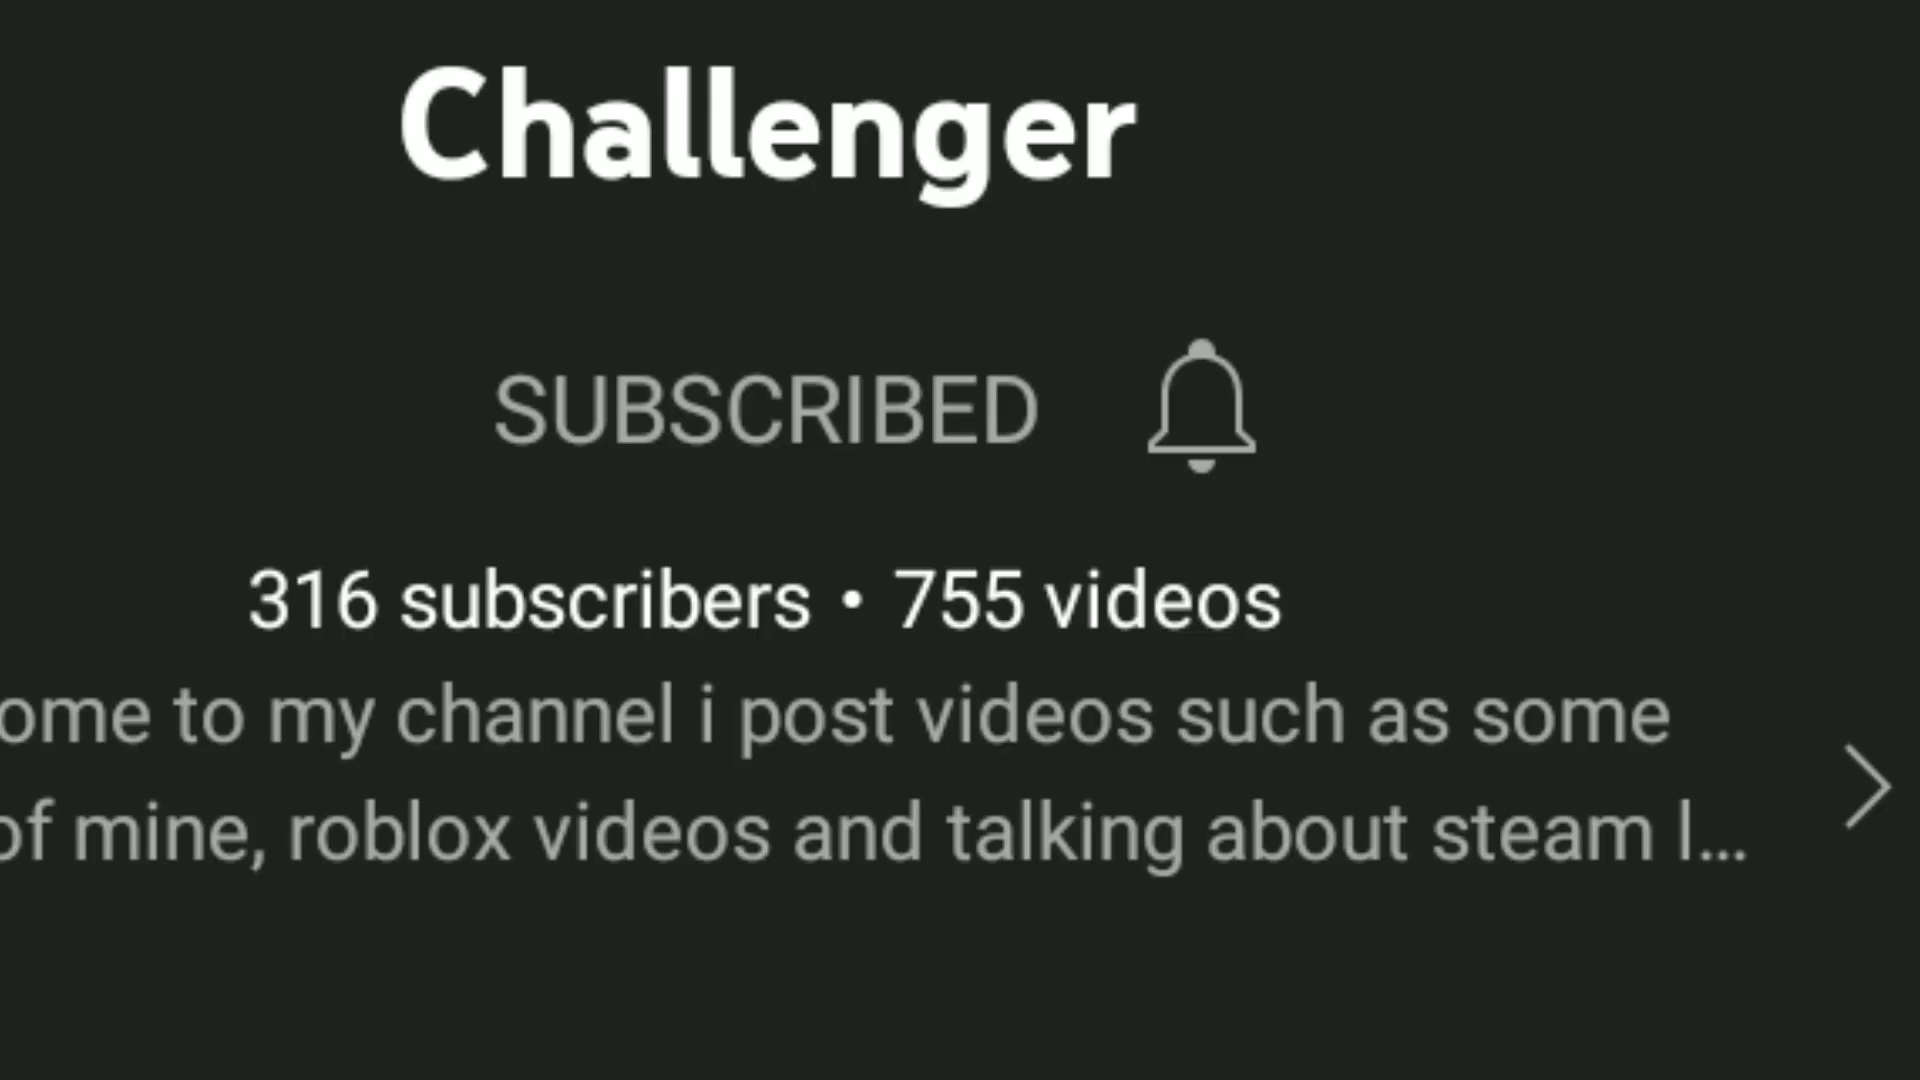 Challenger
SUBSCRIBED
316 subscribers • 755 videos
ome to my channel i post videos such as some
of mine, roblox videos and talking about steam l...